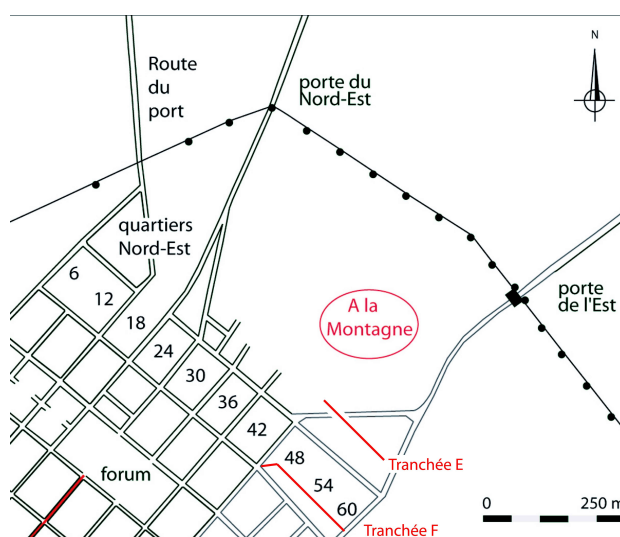 N
Route
du
port
porte du
Nord-Est
quartiers
Nord-Est
6
12
18
24
30
36
42
48
54
60
A la
Montagne
porte
de l'Est
forum
Tranchée E
Tranchée F
0 250 m